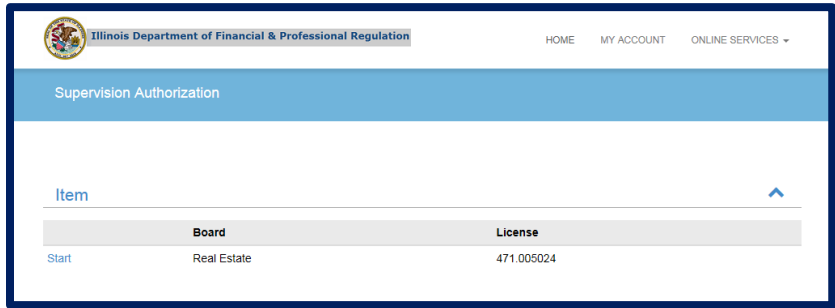 Illinois Department of Financial & Professional Regulation
HOME MY ACCOUNT ONLINE SERVICES
Supervision Authorization
Item
Board License
Start Real Estate 471.005024